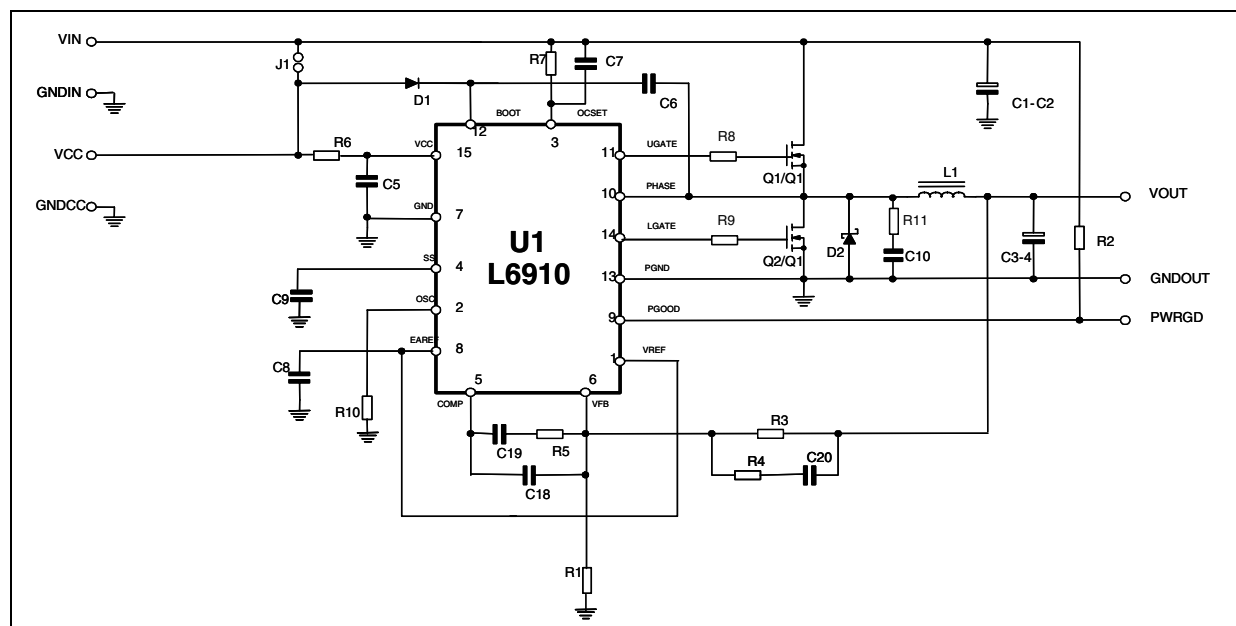 VIN
J1
R7
C7
GNDIN
D1
C6
C1-C2
BOOT
OCSET
12
3
VCC
R6
VCC
15
11
UGATE
R8
Q1/Q1
C5
10
PHASE
L1
VOUT
GNDCC
GND
7
14
LGATE
R9
R11
R2
U1
L6910
Q2/Q1
D2
C10
C3-4
SS
4
13
PGND
GNDOUT
C9
OSC
2
9
PGOOD
PWRGD
EAREF
8
1
VREF
C8
5
6
R10
COMP
VFB
C19
R5
R3
C18
R4
C20
R1